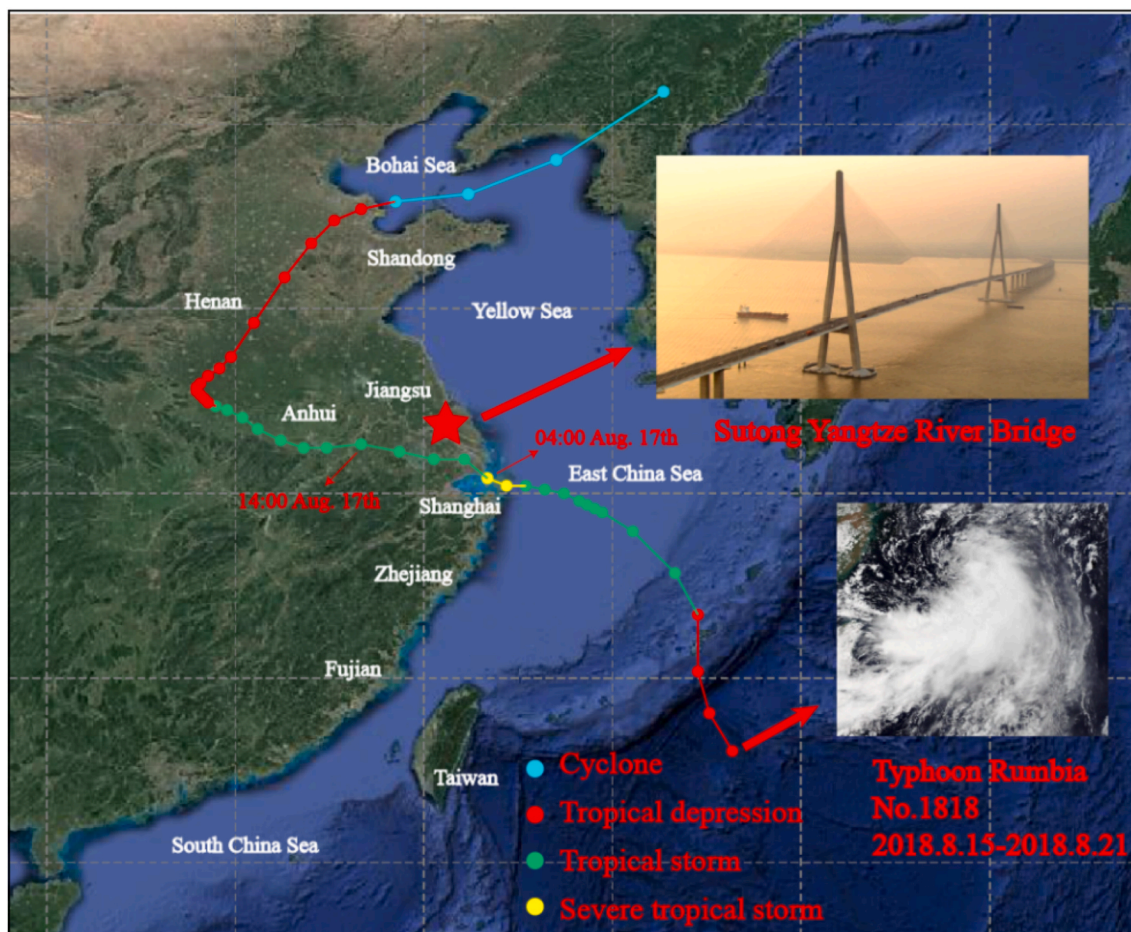 Bohai Sea
Shandong
Henan
Yellow Sea
Jiangsu
Anhui
04:00 Aug. 17th
Sutong Yangtze River Bridge
East China Sea
14:00 Aug. 17th
Shanghai
Zhejiang
Fujian
Taiwan
South China Sea
Cyclone
Tropical depression
Tropical storm
Severe tropical storm
Typhoon Rumbia
No.1818
2018.8.15-2018.8.21